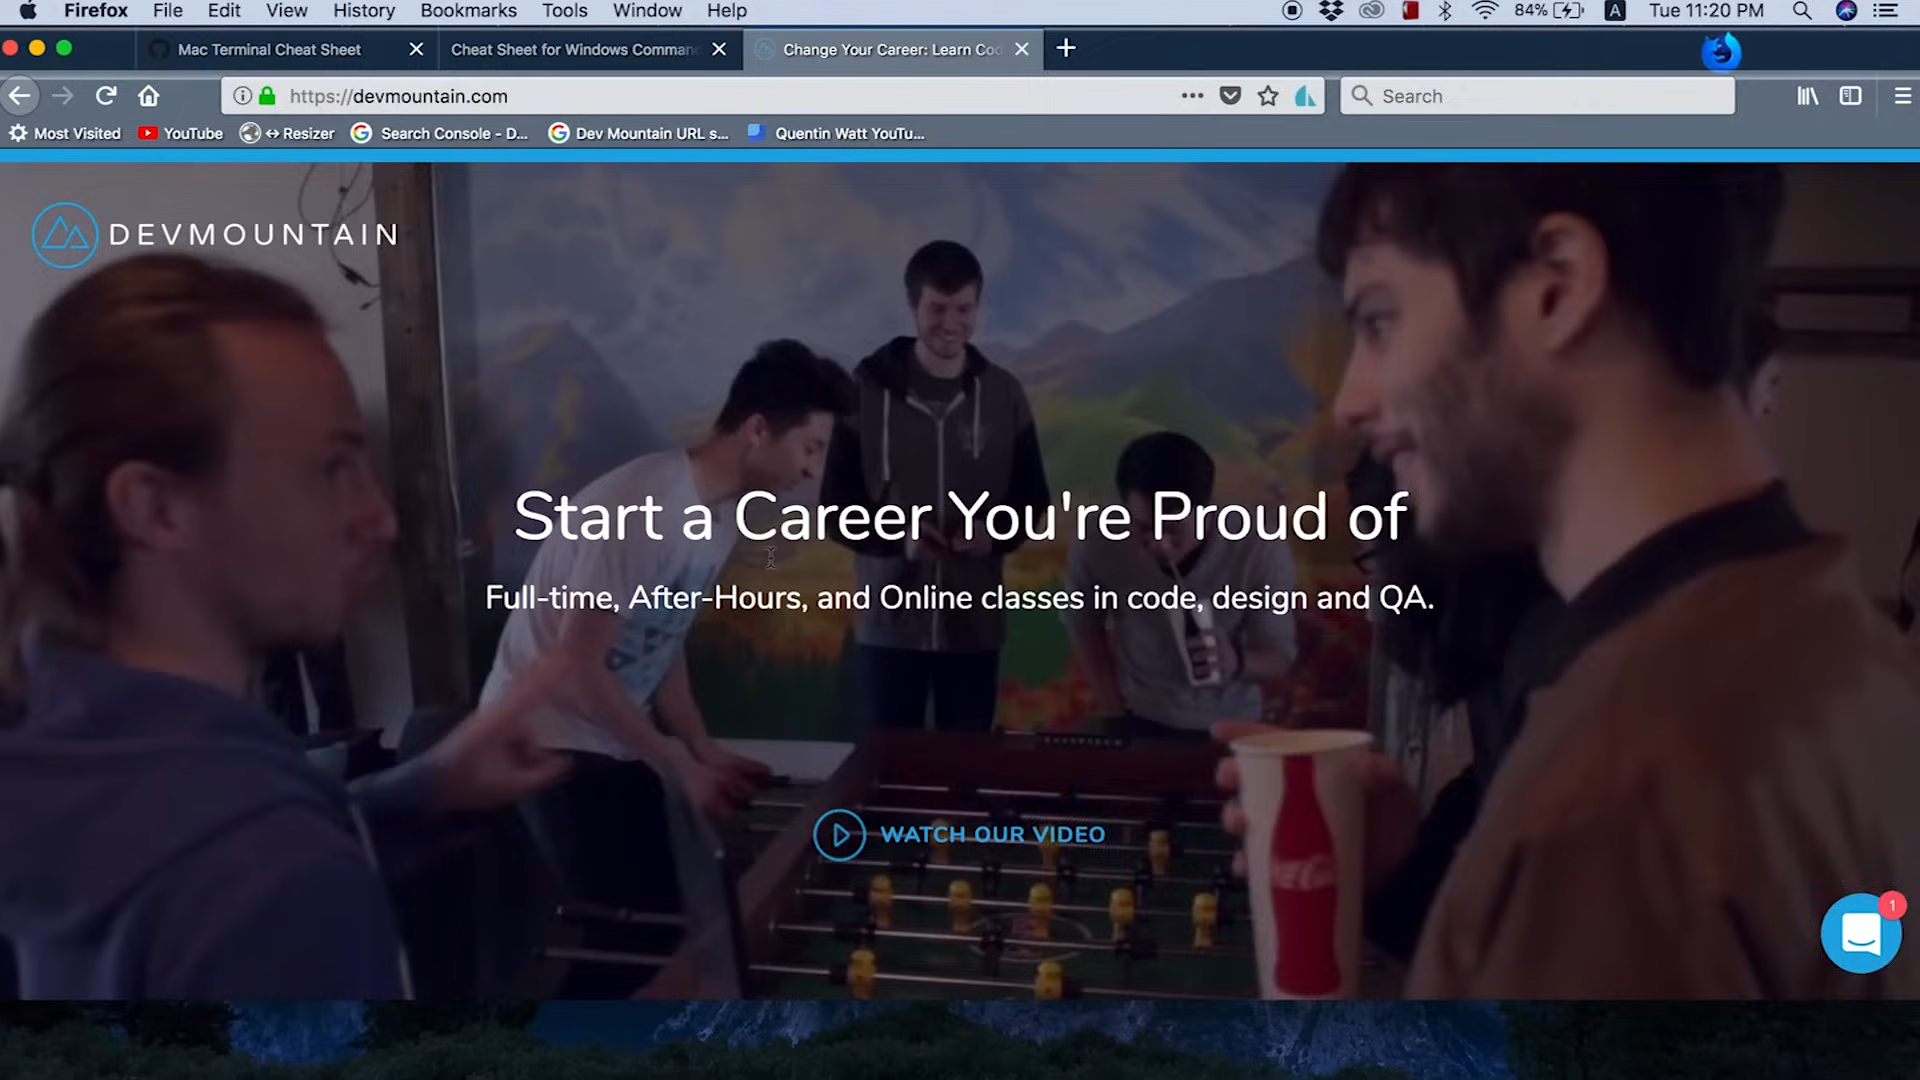 Firefox File Edit View History Bookmarks Tools Window Help 84% A Tue 11:20 PM
Mac Terminal Cheat Sheet Cheat Sheet for Windows Comman Change Your Career: Learn Co
https://devmountain.com Search
Most Visited YouTube ↔ Resizer Search Console - D... Dev Mountain URL s... Quentin Watt YouTu...
DEVMOUNTAIN
Start a Career You're Proud of
Full-time, After-Hours, and Online classes in code, design and QA.
WATCH OUR VIDEO
Coca-Cola
1